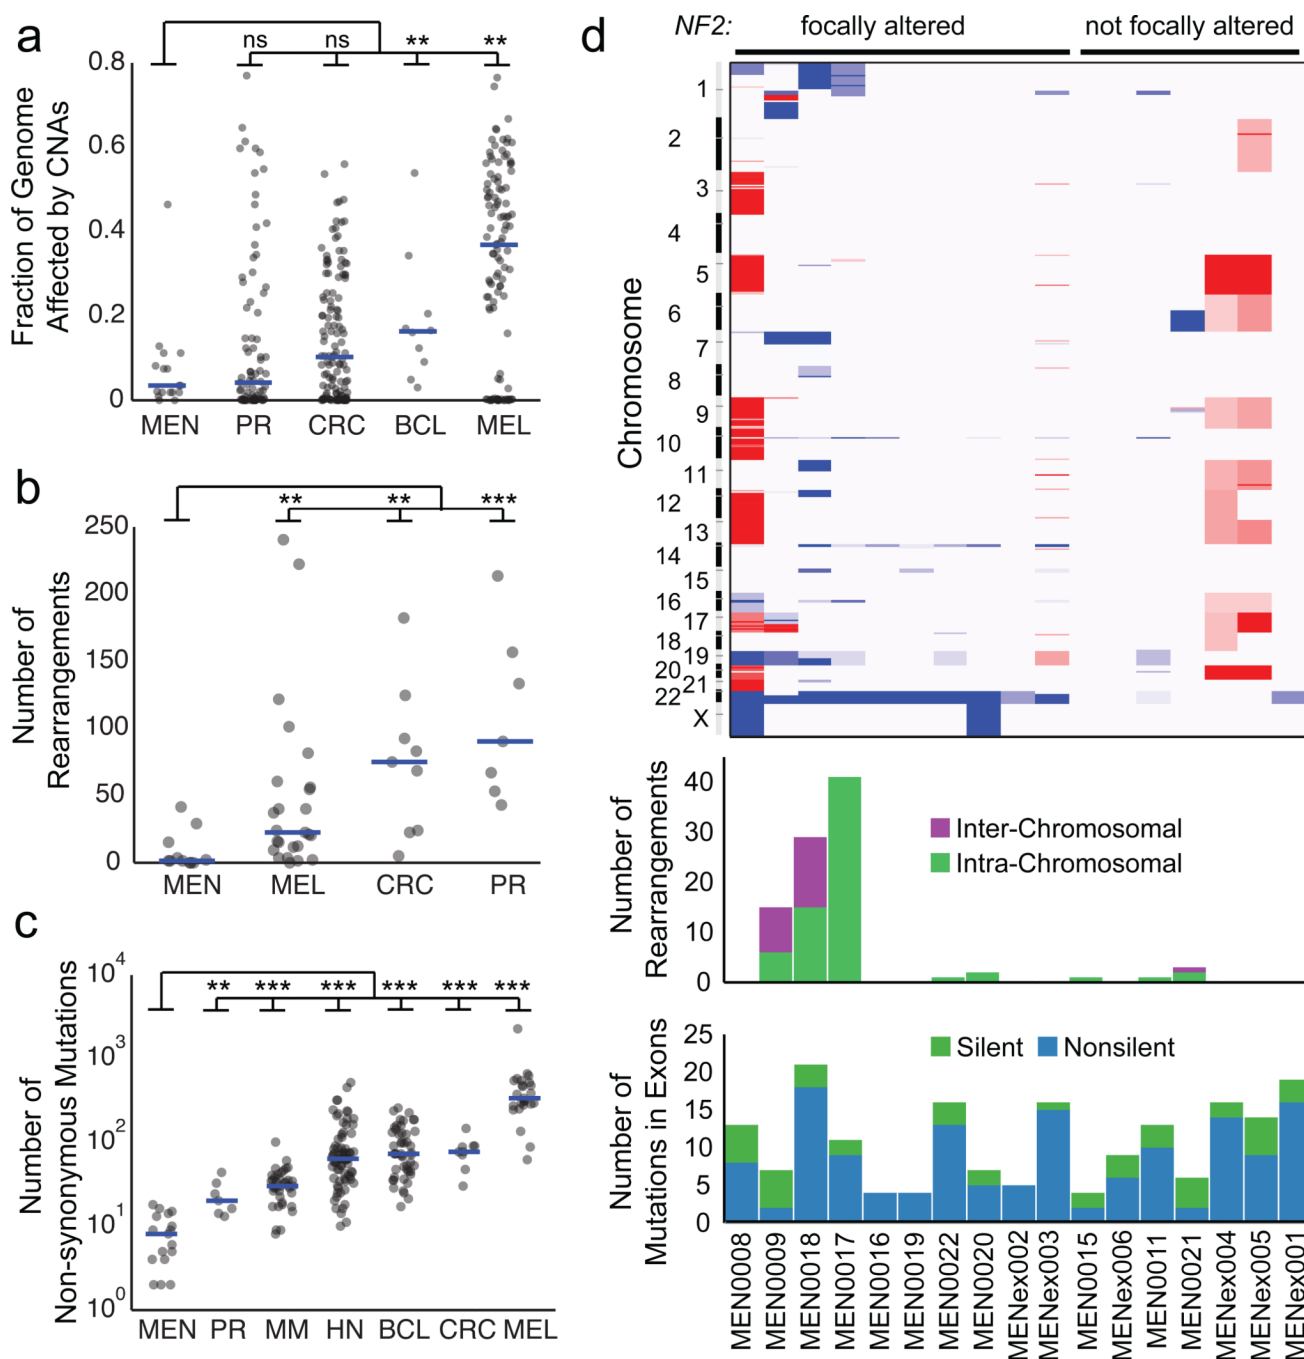 a
ns ns ** **
Fraction of Genome
Affected by CNAs
0.8
0.6
0.4
0.2
0
MEN PR CRC BCL MEL
b
** ** ***
Number of
Rearrangements
250
200
150
100
50
0
MEN MEL CRC PR
c
** *** *** *** *** ***
Number of
Non-synonymous Mutations
10^4
10^3
10^2
10^1
10^0
MEN PR MM HN BCL CRC MEL
d
NF2: focally altered not focally altered
Chromosome
1
2
3
4
5
6
7
8
9
10
11
12
13
14
15
16
17
18
19
20
21
22
X
Number of
Rearrangements
40
30
20
10
0
Inter-Chromosomal
Intra-Chromosomal
Number of
Mutations in Exons
25
20
15
10
5
0
Silent Nonsilent
MEN0008
MEN0009
MEN0018
MEN0017
MEN0016
MEN0019
MEN0022
MEN0020
MENex002
MENex003
MEN0015
MENex006
MEN0011
MEN0021
MENex004
MENex005
MENex001